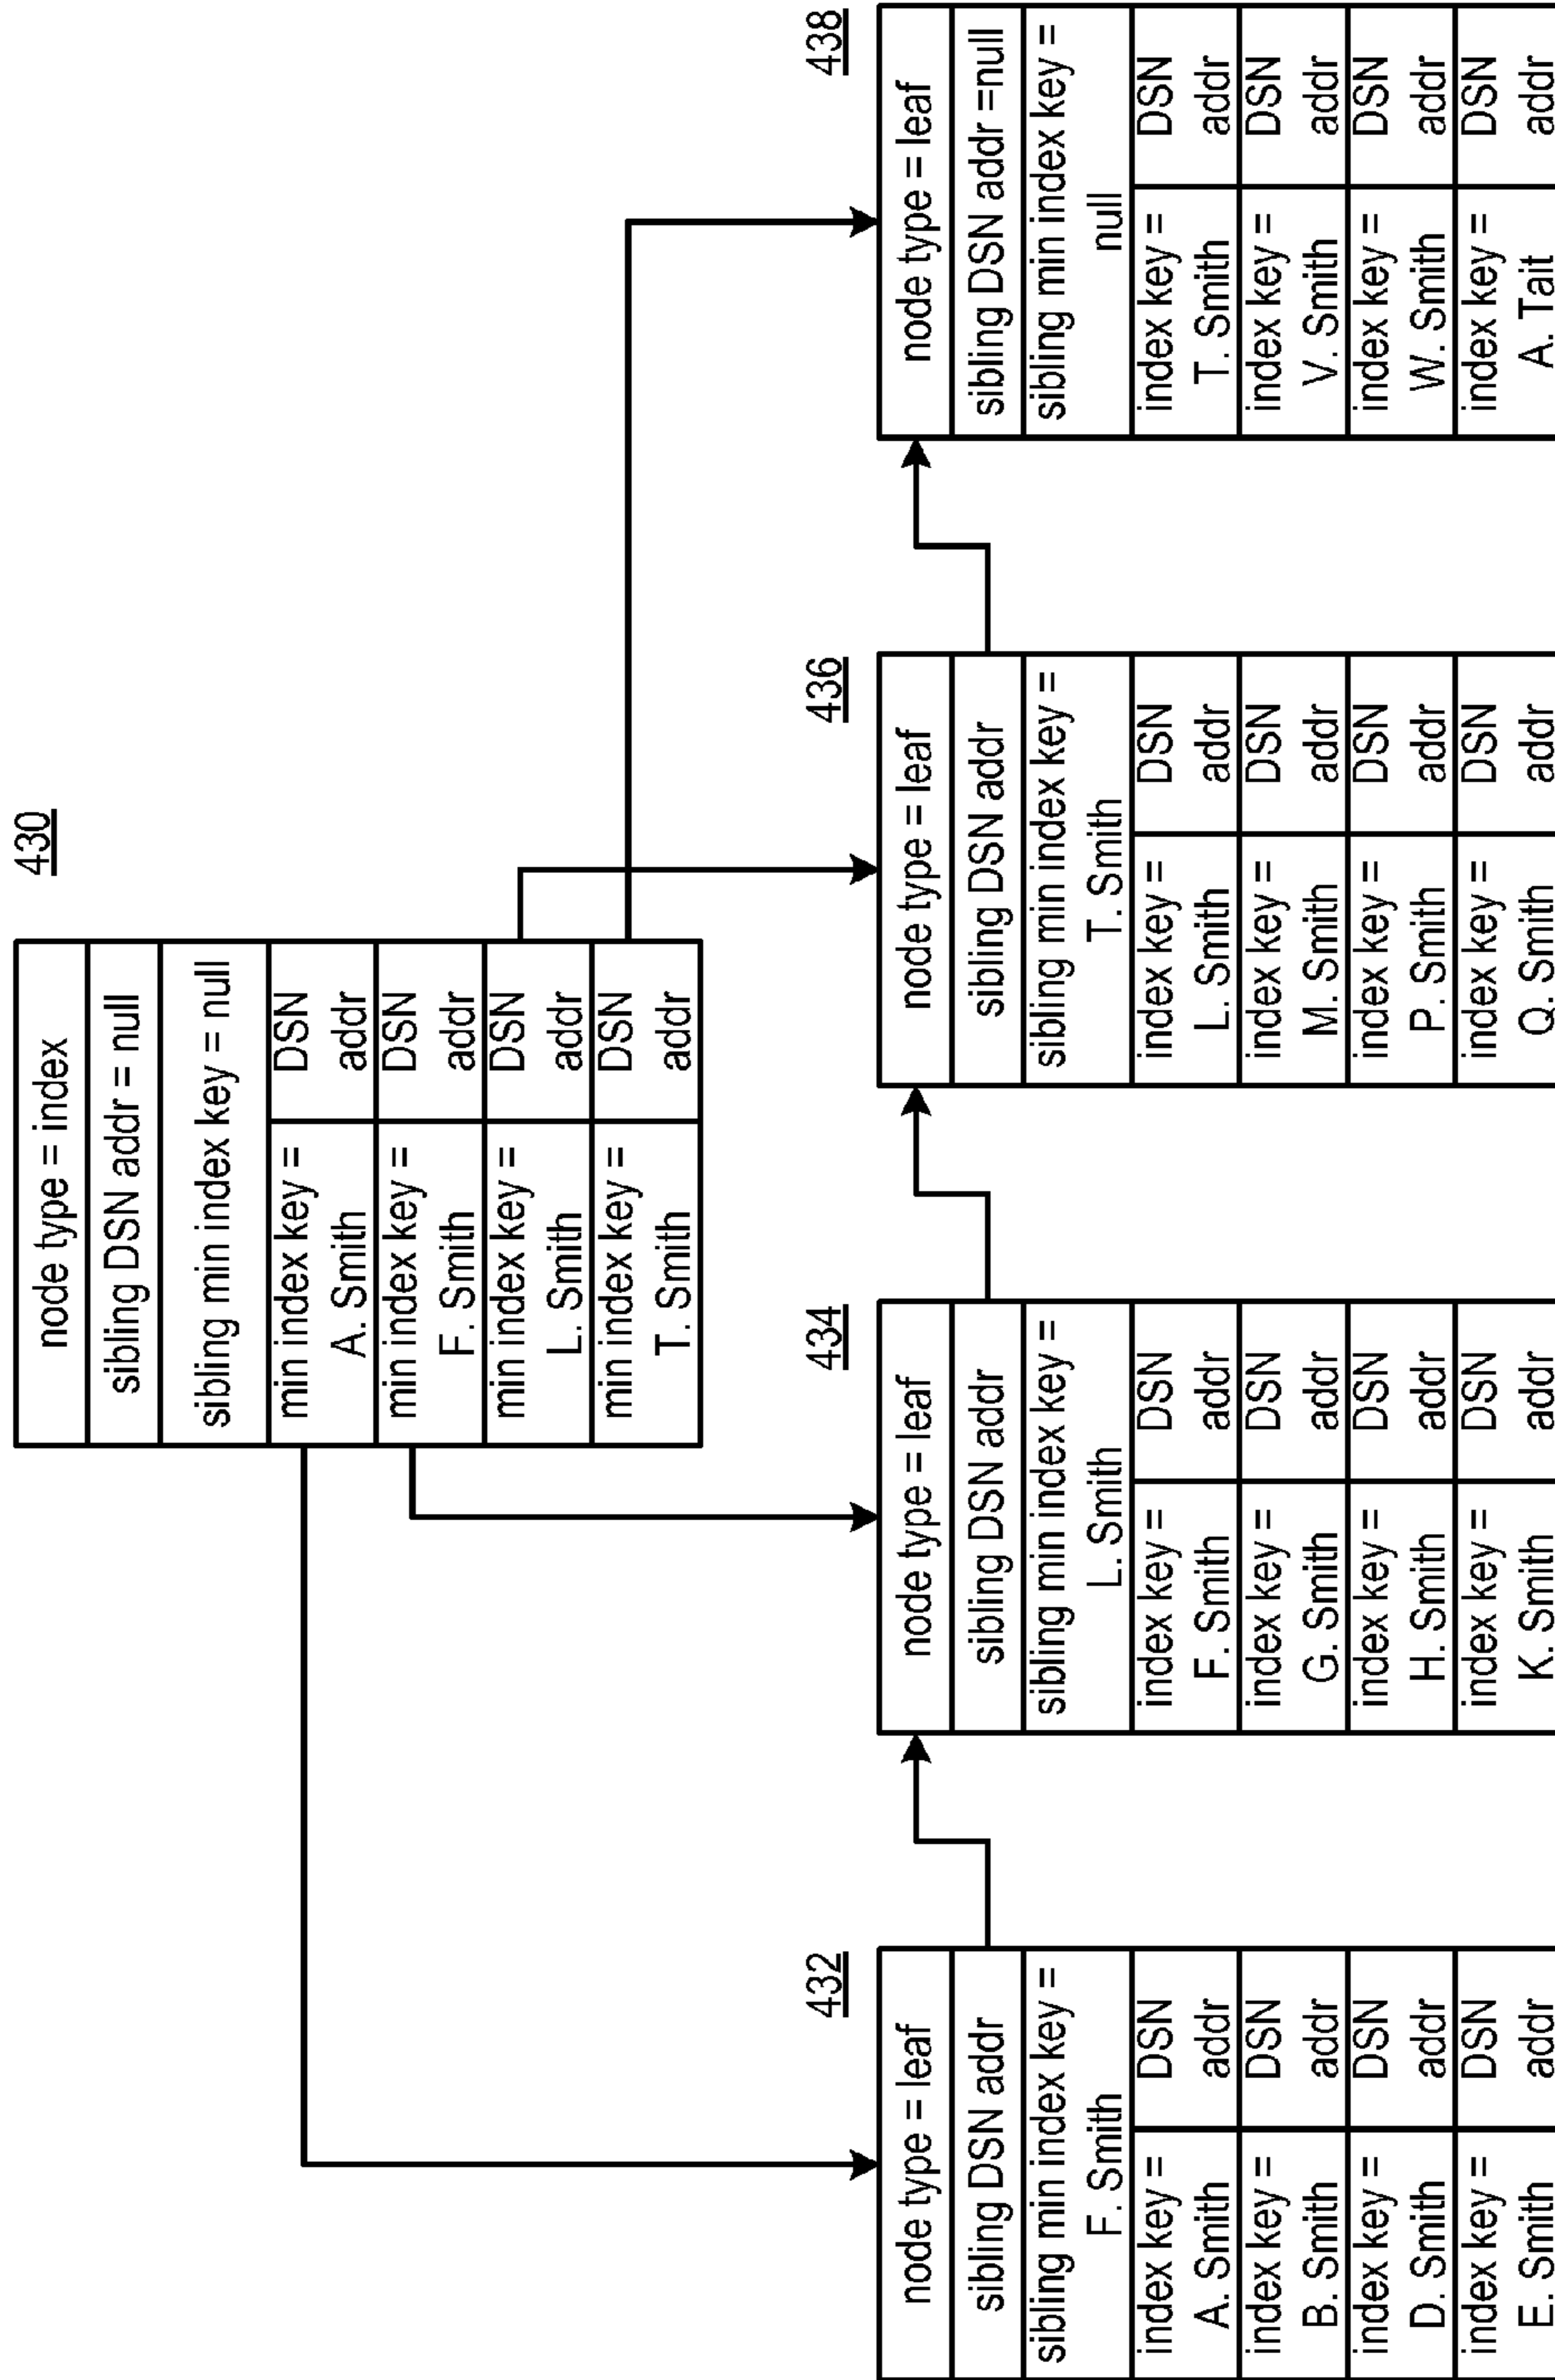 430
node type = index
sibling DSN addr = null
sibling min index key = null
min index key =
A. Smith
DSN
addr
min index key =
F. Smith
DSN
addr
min index key =
L. Smith
DSN
addr
min index key =
T. Smith
DSN
addr
432
node type = leaf
sibling DSN addr
sibling min index key =
F. Smith
index key =
A. Smith
DSN
addr
index key =
B. Smith
DSN
addr
index key =
D. Smith
DSN
addr
index key =
E. Smith
DSN
addr
434
node type = leaf
sibling DSN addr
sibling min index key =
L. Smith
index key =
F. Smith
DSN
addr
index key =
G. Smith
DSN
addr
index key =
H. Smith
DSN
addr
index key =
K. Smith
DSN
addr
436
node type = leaf
sibling DSN addr
sibling min index key =
T. Smith
index key =
L. Smith
DSN
addr
index key =
M. Smith
DSN
addr
index key =
P. Smith
DSN
addr
index key =
Q. Smith
DSN
addr
438
node type = leaf
sibling DSN addr =null
sibling min index key =
null
index key =
T. Smith
DSN
addr
index key =
V. Smith
DSN
addr
index key =
W. Smith
DSN
addr
index key =
A. Tait
DSN
addr